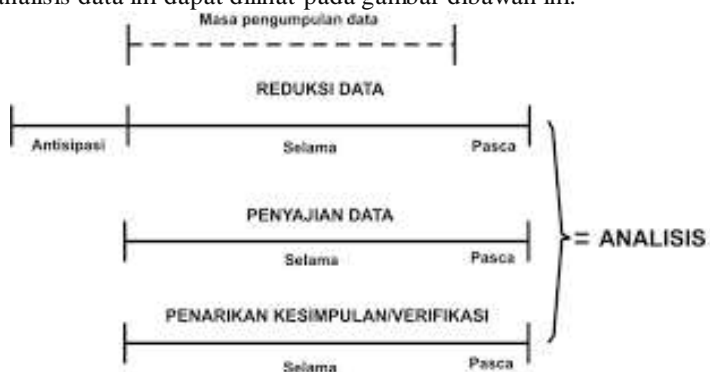 analisis data ini dapat dilihat pada gambar dibawah ini.
Masa pengumpulan data
REDUKSI DATA
Antisipasi Selama Pasca
PENYAJIAN DATA
Selama Pasca
= ANALISIS
PENARIKAN KESIMPULAN/VERIFIKASI
Selama Pasca